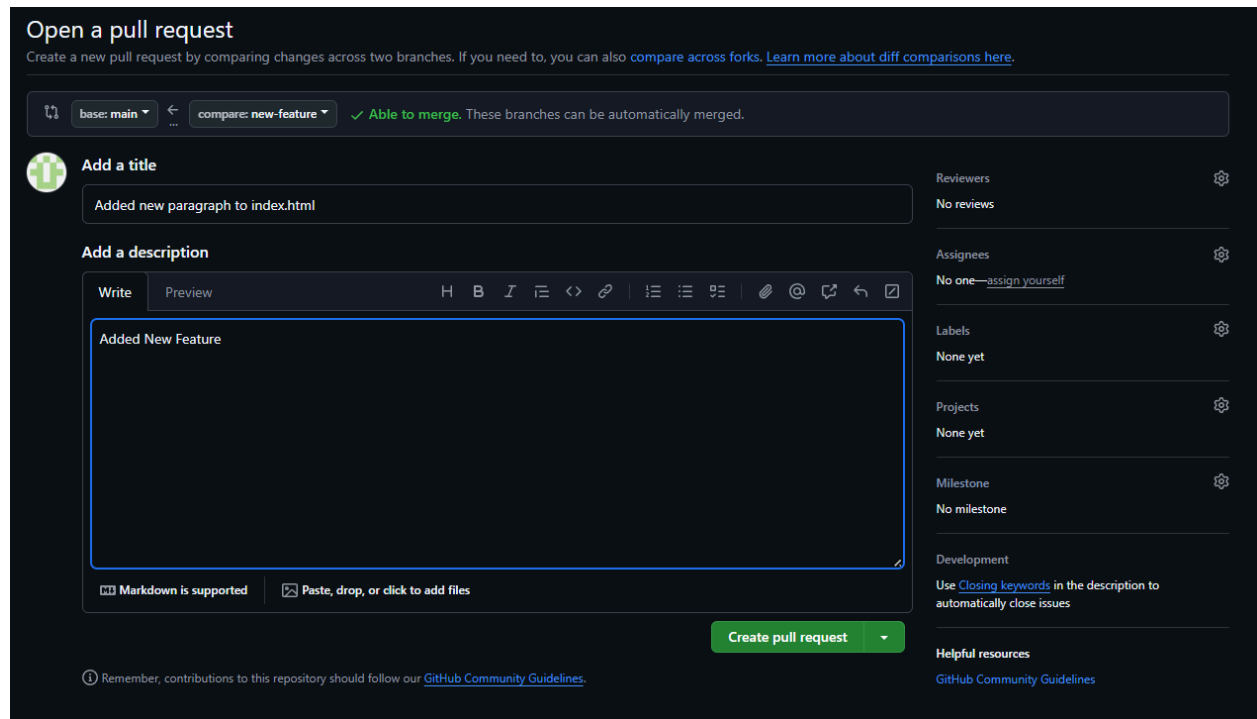 Open a pull request
Create a new pull request by comparing changes across two branches. If you need to, you can also compare across forks. Learn more about diff comparisons here.
base: main
...
compare: new-feature
Able to merge. These branches can be automatically merged.
Add a title
Added new paragraph to index.html
Add a description
Write
Preview
Added New Feature
Markdown is supported
Paste, drop, or click to add files
Create pull request
Remember, contributions to this repository should follow our GitHub Community Guidelines.
Reviewers
No reviews
Assignees
No one—assign yourself
Labels
None yet
Projects
None yet
Milestone
No milestone
Development
Use Closing keywords in the description to
automatically close issues
Helpful resources
GitHub Community Guidelines